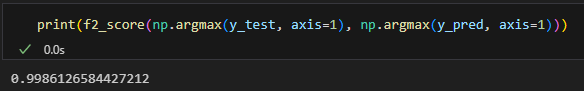 print(f2_score(np.argmax(y_test, axis=1), np.argmax(y_pred, axis=1)))
0.0s
0.9986126584427212